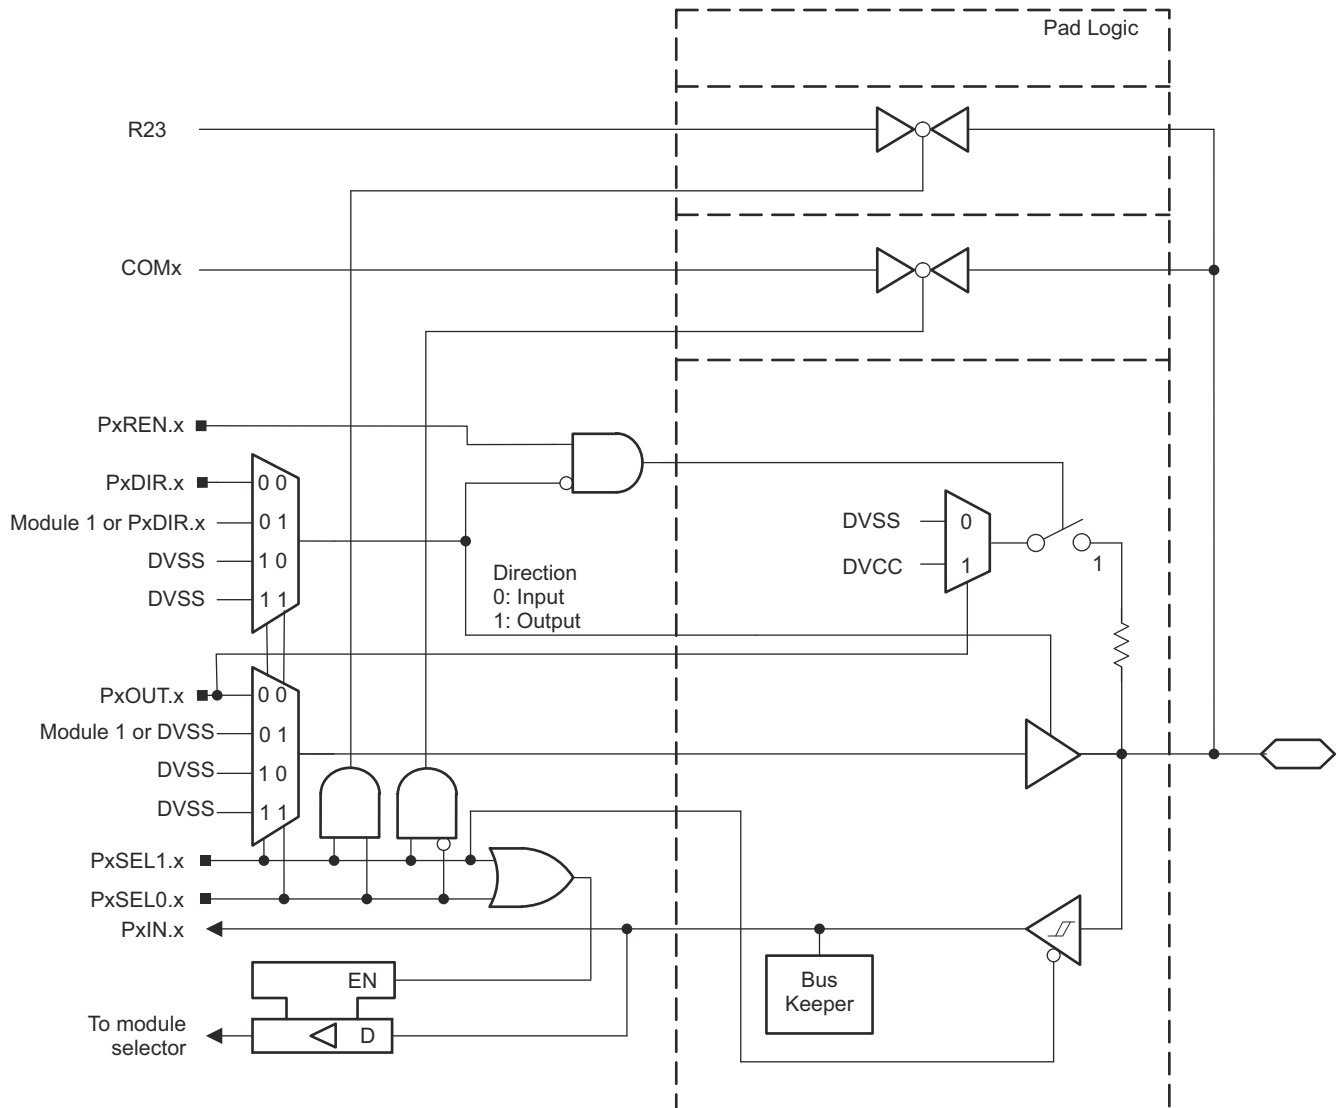 Pad Logic
R23
COMx
PxREN.x
PxDIR.x
0 0
Module 1 or PxDIR.x
0 1
DVSS
1 0
DVSS
1 1
Direction
0: Input
1: Output
DVSS
0
DVCC
1
1
PxOUT.x
0 0
Module 1 or DVSS
0 1
DVSS
1 0
DVSS
1 1
PxSEL1.x
PxSEL0.x
PxIN.x
EN
D
To module
selector
Bus
Keeper